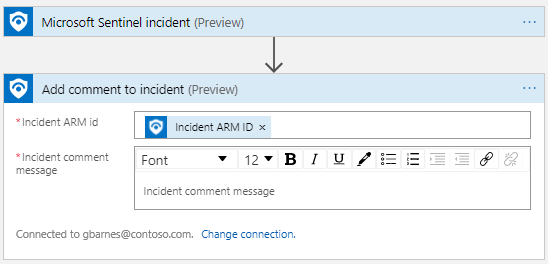 Microsoft Sentinel incident (Preview) ...
Add comment to incident (Preview) ...
*Incident ARM id
Incident ARM ID ×
*Incident comment message
Font 12 B I U
Incident comment message
Connected to gbarnes@contoso.com. Change connection.